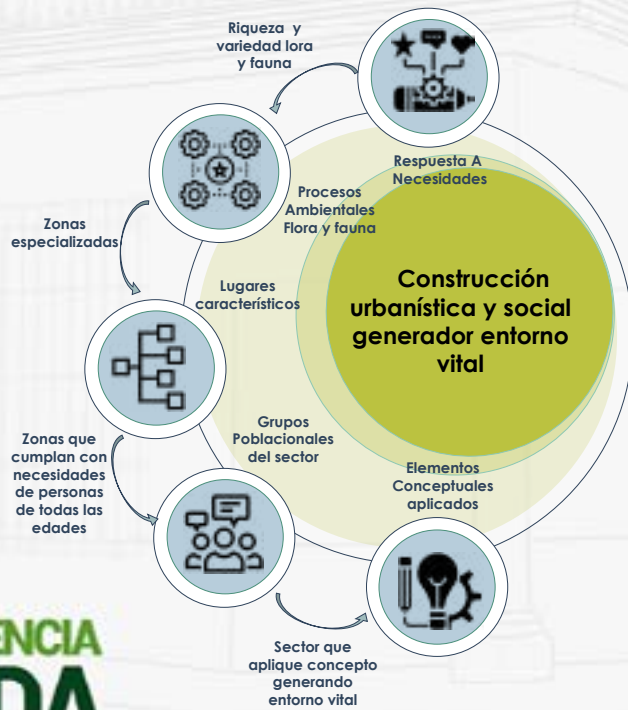 Riqueza y
variedad lora
y fauna
Respuesta A
Necesidades
Procesos
Ambientales
Flora y fauna
Zonas
especializadas
Lugares
característicos
Construcción
urbanística y social
generador entorno
vital
Zonas que
cumplan con
necesidades
de personas
de todas las
edades
Grupos
Poblacionales
del sector
Elementos
Conceptuales
aplicados
Sector que
aplique concepto
generando
entorno vital